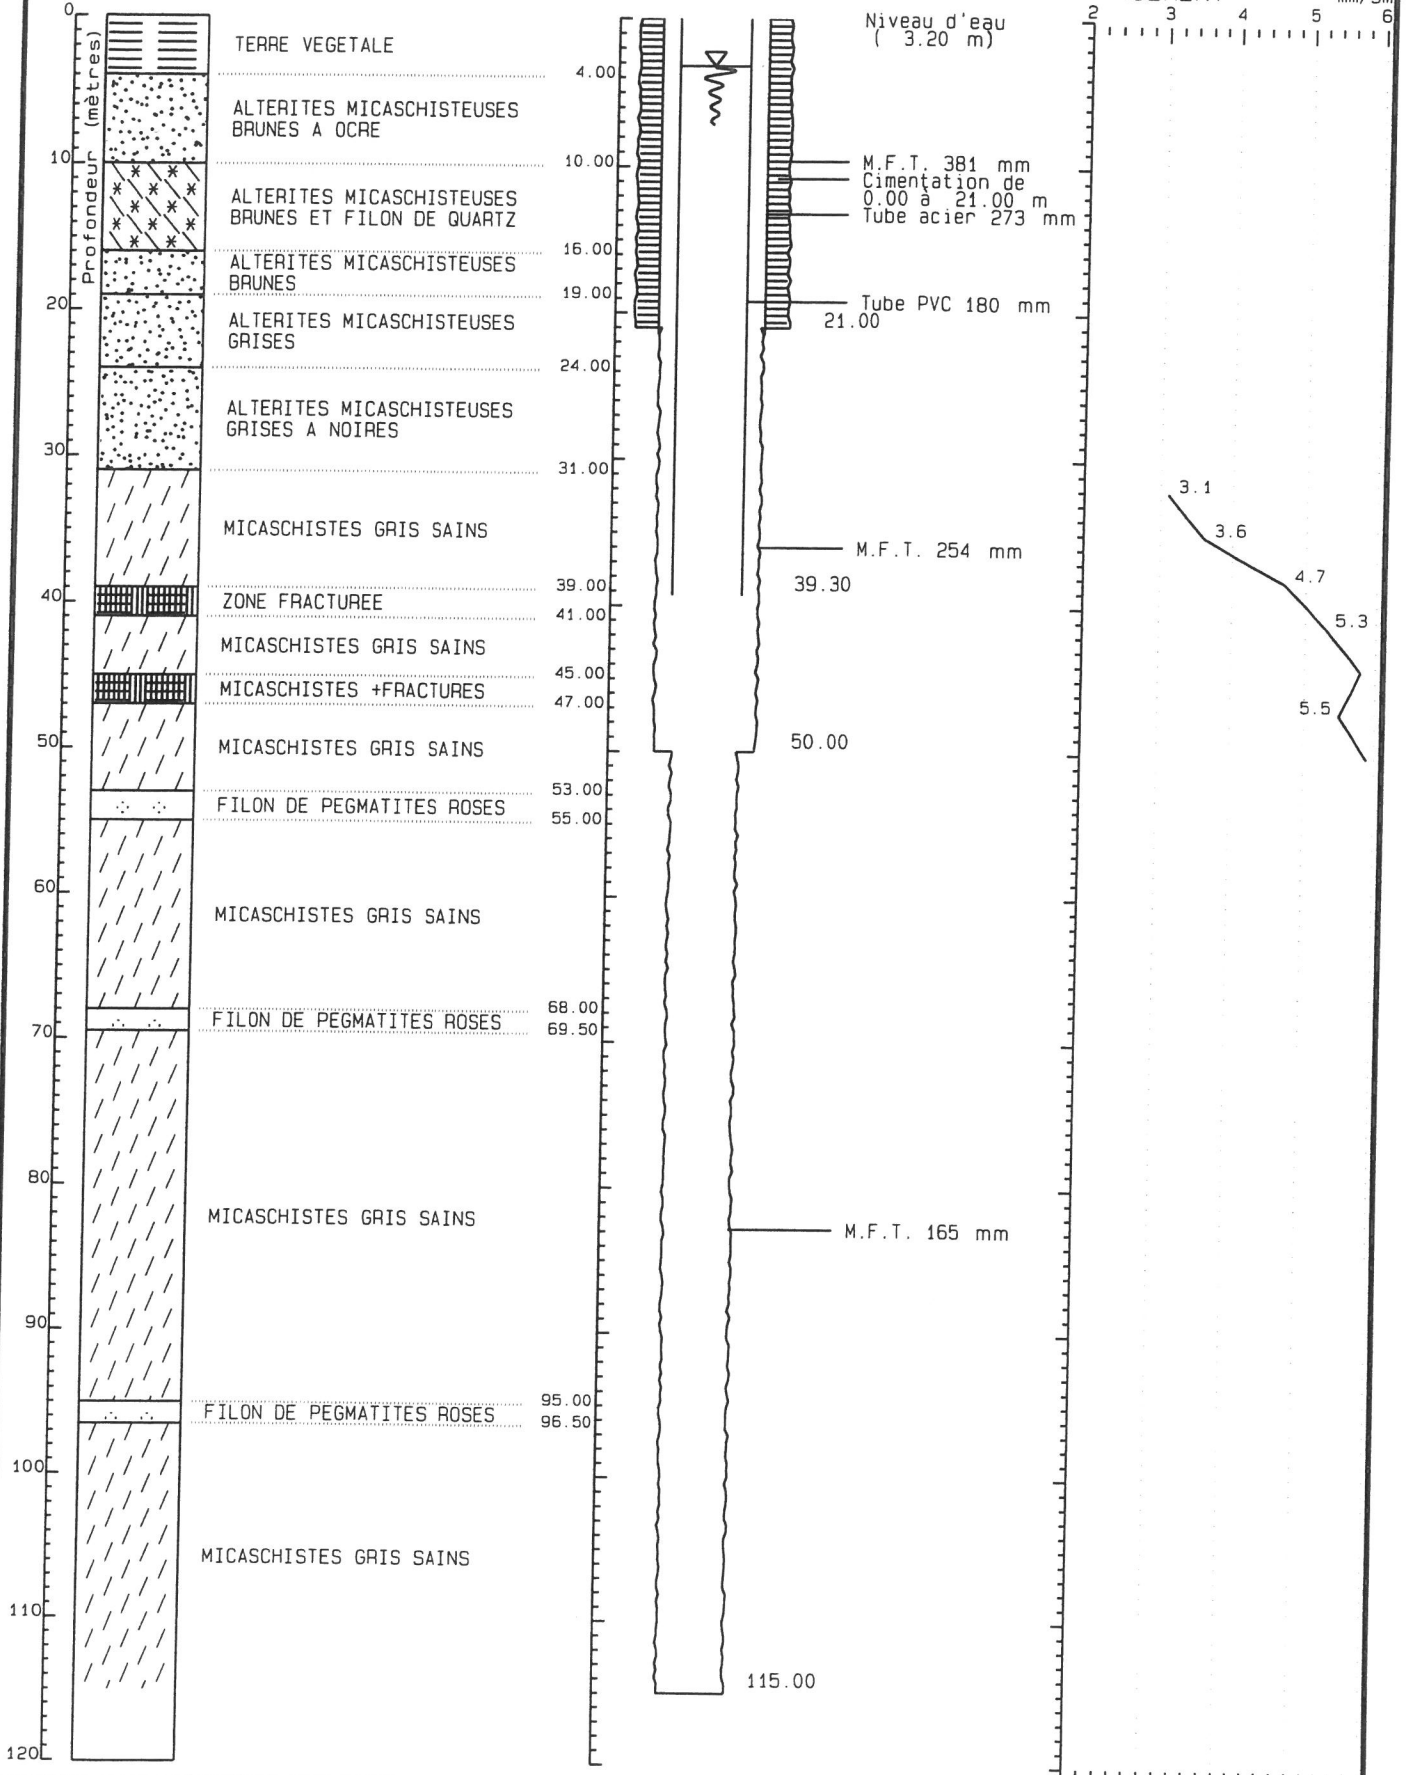 0
Profondeur (mètres)
10
20
30
40
50
60
70
80
90
100
110
120
TERRE VEGETALE
4.00
ALTERITES MICASCHISTEUSES
BRUNES A OCRE
10.00
ALTERITES MICASCHISTEUSES
BRUNES ET FILON DE QUARTZ
16.00
ALTERITES MICASCHISTEUSES
BRUNES
19.00
ALTERITES MICASCHISTEUSES
GRISES
24.00
ALTERITES MICASCHISTEUSES
GRISES A NOIRES
31.00
MICASCHISTES GRIS SAINS
39.00
ZONE FRACTUREE
41.00
MICASCHISTES GRIS SAINS
45.00
MICASCHISTES +FRACTURES
47.00
MICASCHISTES GRIS SAINS
53.00
FILON DE PEGMATITES ROSES
55.00
MICASCHISTES GRIS SAINS
68.00
FILON DE PEGMATITES ROSES
69.50
MICASCHISTES GRIS SAINS
95.00
FILON DE PEGMATITES ROSES
96.50
MICASCHISTES GRIS SAINS
Niveau d'eau
( 3.20 m)
M.F.T. 381 mm
Cimentation de
0.00 à 21.00 m
Tube acier 273 mm
Tube PVC 180 mm
21.00
M.F.T. 254 mm
39.30
50.00
M.F.T. 165 mm
115.00
2 3 4 5 6
3.1
3.6
4.7
5.3
5.5